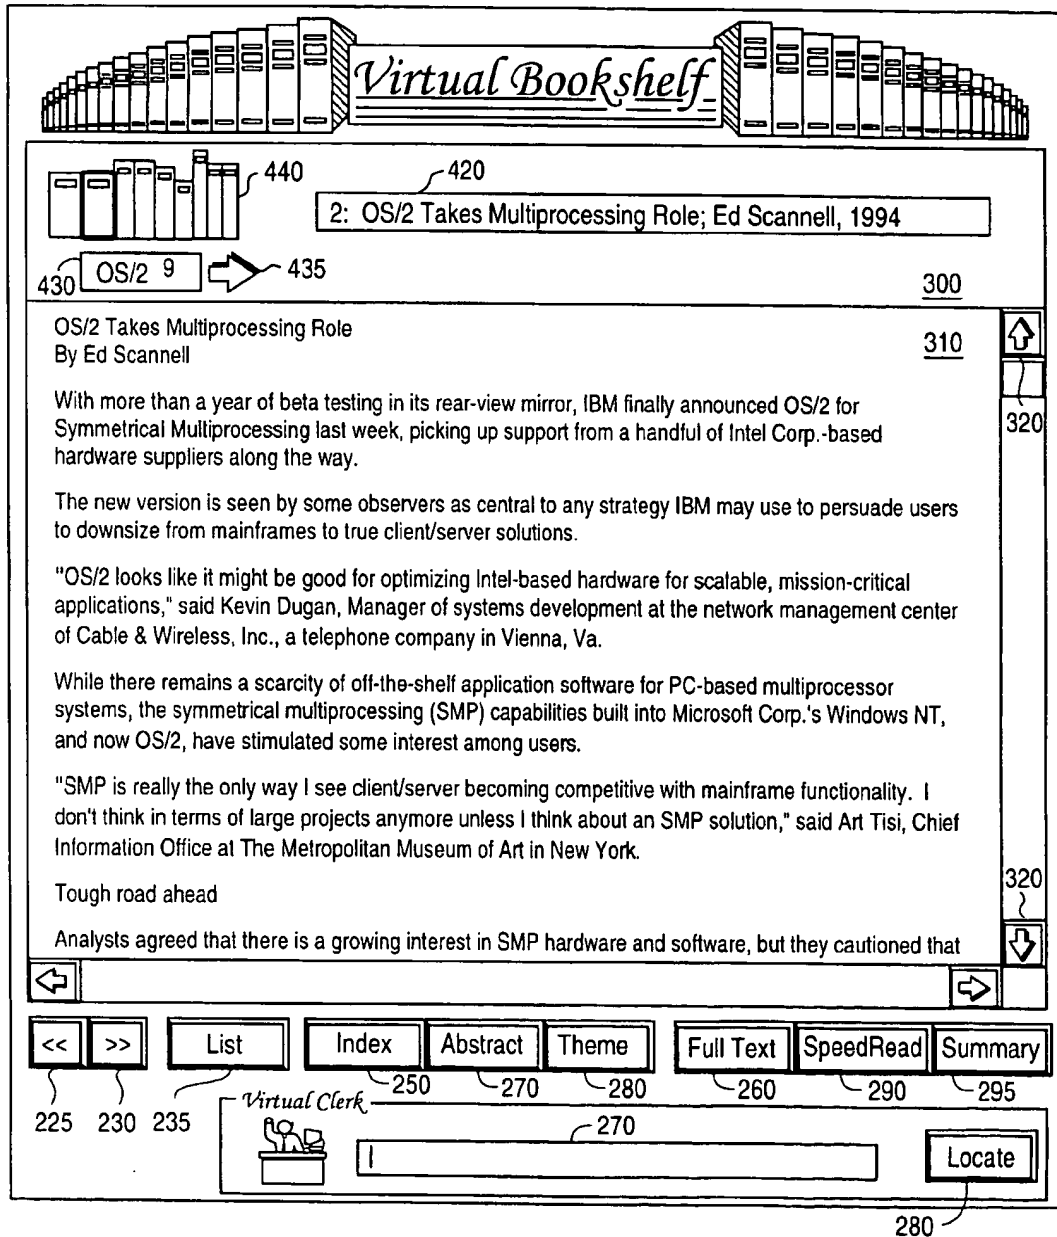 Virtual Bookshelf
440
420
2: OS/2 Takes Multiprocessing Role; Ed Scannell, 1994
430
OS/2 9
435
300
OS/2 Takes Multiprocessing Role
310
By Ed Scannell
With more than a year of beta testing in its rear-view mirror, IBM finally announced OS/2 for
Symmetrical Multiprocessing last week, picking up support from a handful of Intel Corp.-based
320
hardware suppliers along the way.
The new version is seen by some observers as central to any strategy IBM may use to persuade users
to downsize from mainframes to true client/server solutions.
"OS/2 looks like it might be good for optimizing Intel-based hardware for scalable, mission-critical
applications," said Kevin Dugan, Manager of systems development at the network management center
of Cable & Wireless, Inc., a telephone company in Vienna, Va.
While there remains a scarcity of off-the-shelf application software for PC-based multiprocessor
systems, the symmetrical multiprocessing (SMP) capabilities built into Microsoft Corp.'s Windows NT,
and now OS/2, have stimulated some interest among users.
"SMP is really the only way I see client/server becoming competitive with mainframe functionality. I
don't think in terms of large projects anymore unless I think about an SMP solution," said Art Tisi, Chief
Information Office at The Metropolitan Museum of Art in New York.
320
Tough road ahead
Analysts agreed that there is a growing interest in SMP hardware and software, but they cautioned that
<< >> List Index Abstract Theme Full Text SpeedRead Summary
250 270 280 260 290 295
225 230 235
Virtual Clerk
270
Locate
280